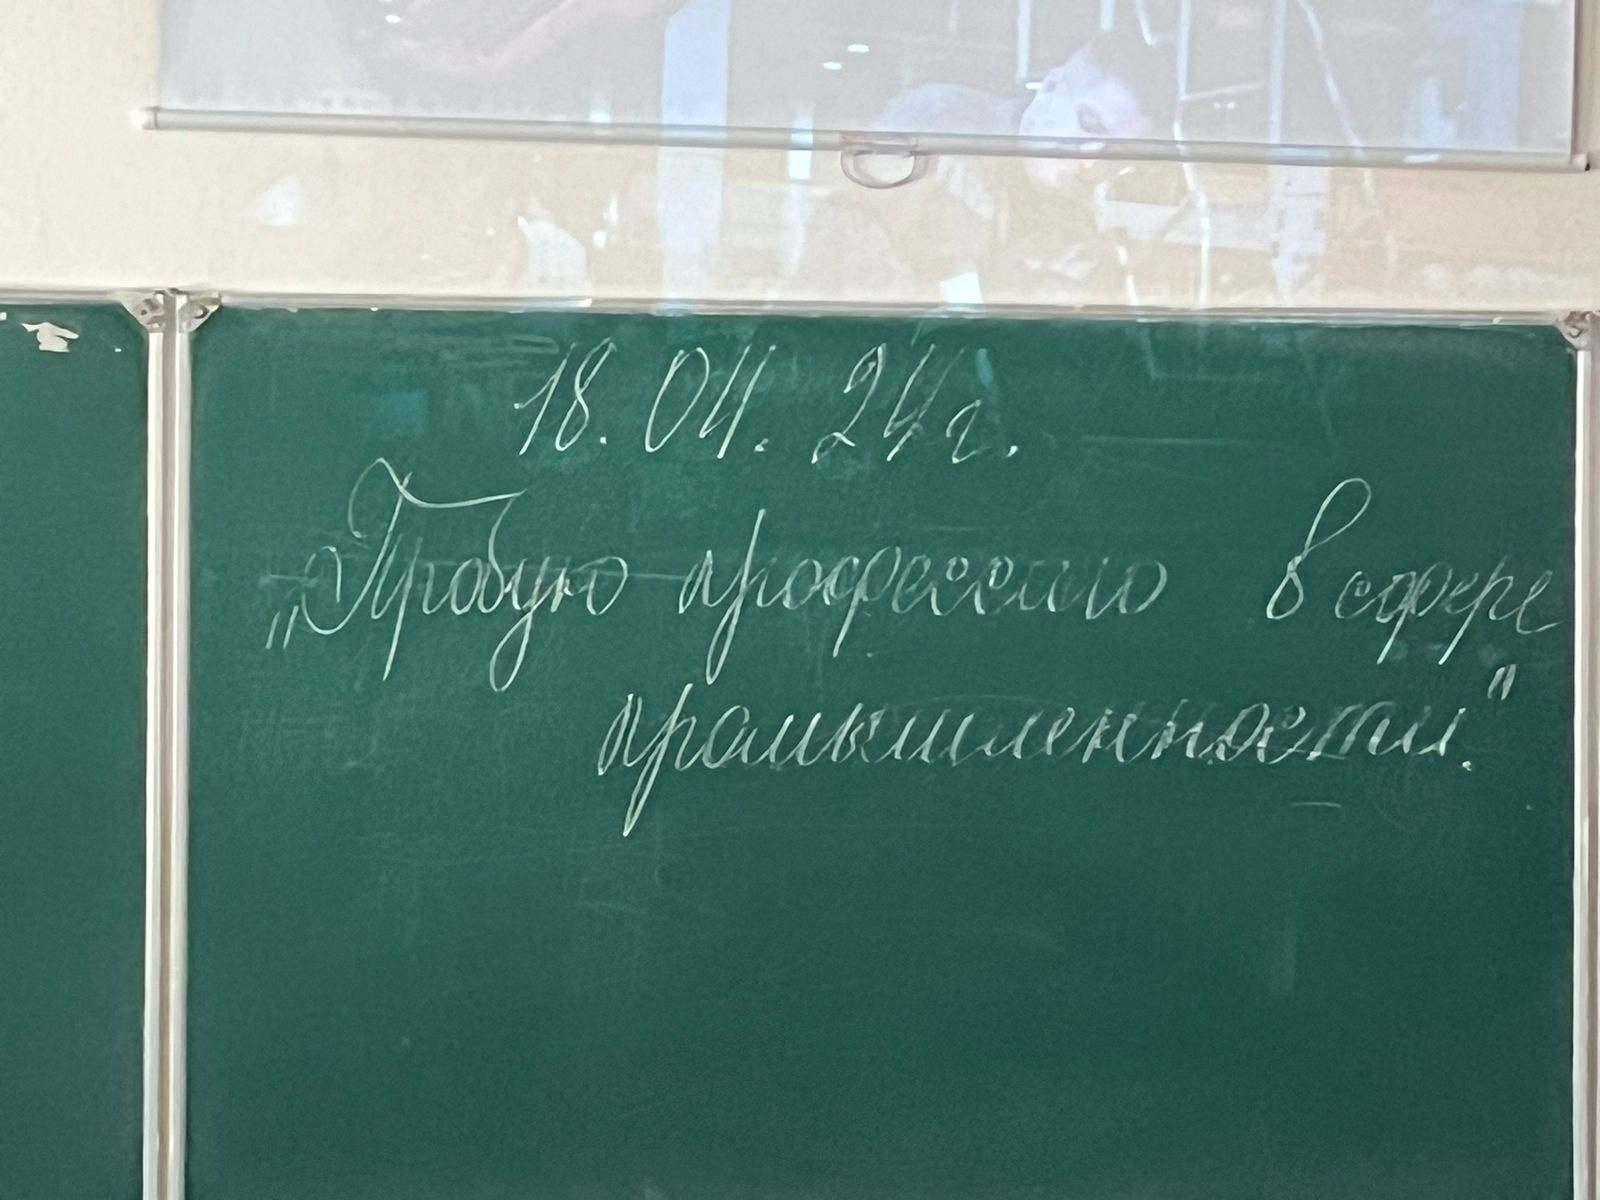 18.04.24г.
„Пробую профессию в сфере
промышленности."